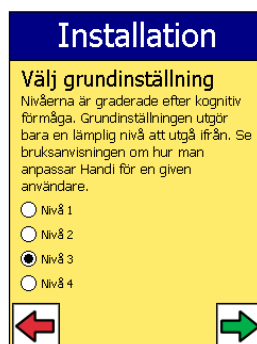 Installation
Välj grundinställning
Nivåerna är graderade efter kognitiv
förmåga. Grundinställningen utgör
bara en lämplig nivå att utgå ifrån. Se
bruksanvisningen om hur man
anpassar Handi för en given
användare.
Nivå 1
Nivå 2
Nivå 3
Nivå 4